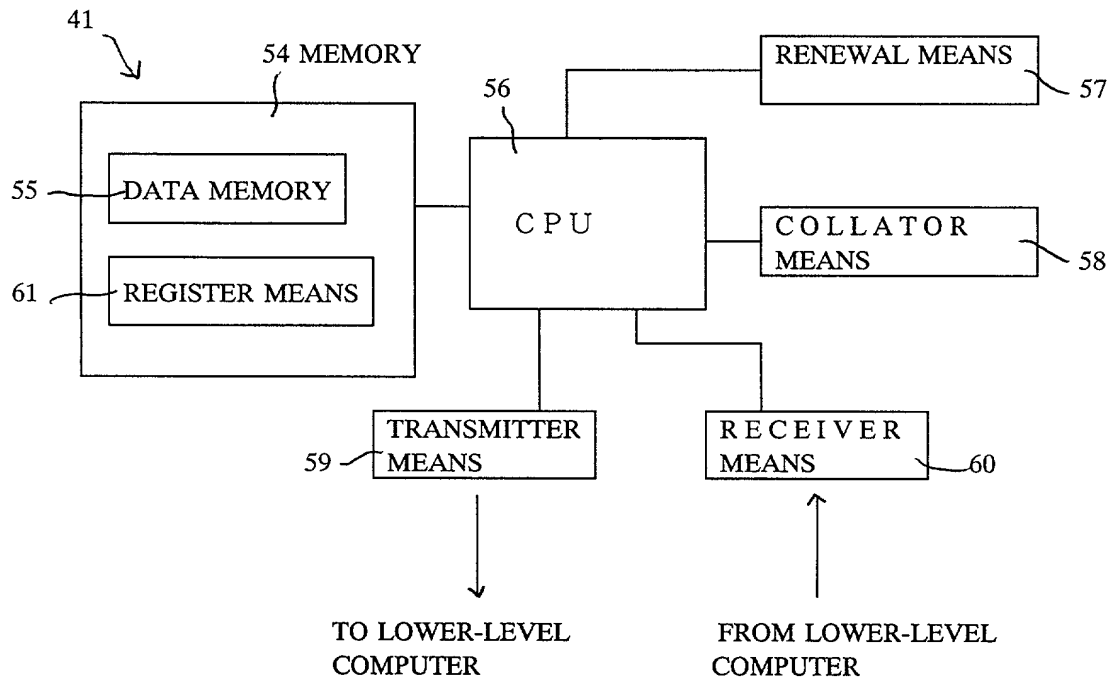 41
54 MEMORY
55
DATA MEMORY
61
REGISTER MEANS
56
CPU
RENEWAL MEANS
57
COLLATOR
MEANS
58
TRANSMITTER
MEANS
59
RECEIVER
MEANS
60
TO LOWER-LEVEL
COMPUTER
FROM LOWER-LEVEL
COMPUTER